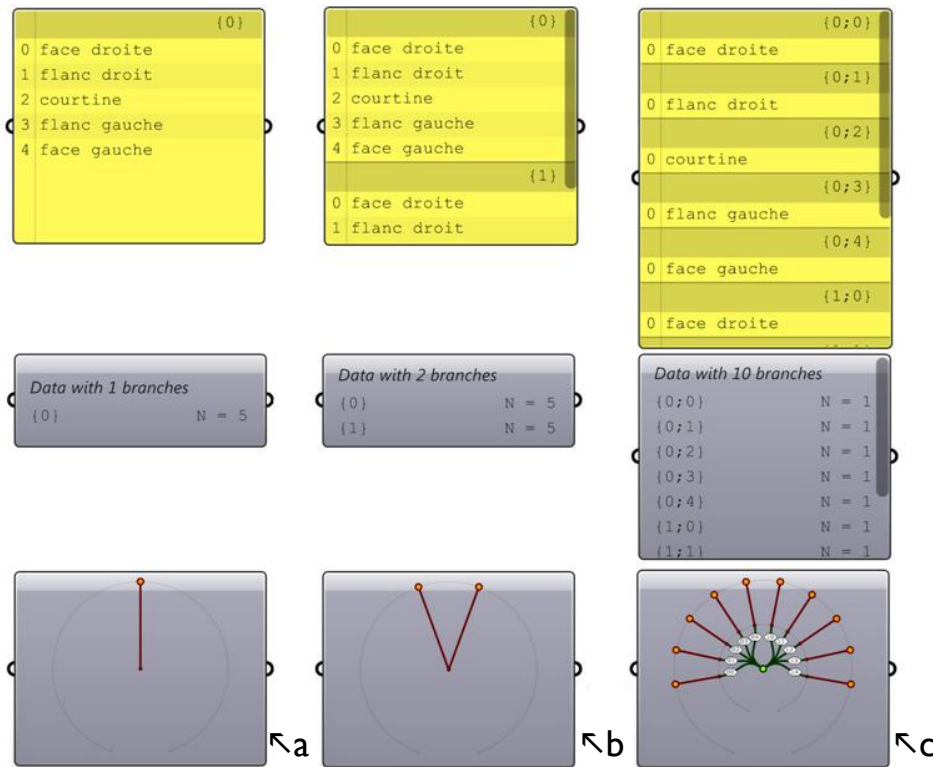 {0}
0 face droite
1 flanc droit
2 courtine
3 flanc gauche
4 face gauche
{0}
0 face droite
1 flanc droit
2 courtine
3 flanc gauche
4 face gauche
{1}
0 face droite
1 flanc droit
{0;0}
0 face droite
{0;1}
0 flanc droit
{0;2}
0 courtine
{0;3}
0 flanc gauche
{0;4}
0 face gauche
{1;0}
0 face droite
Data with 1 branches
{0} N = 5
Data with 2 branches
{0} N = 5
{1} N = 5
Data with 10 branches
{0;0} N = 1
{0;1} N = 1
{0;2} N = 1
{0;3} N = 1
{0;4} N = 1
{1;0} N = 1
{1;1} N = 1
↖a
↖b
↖c